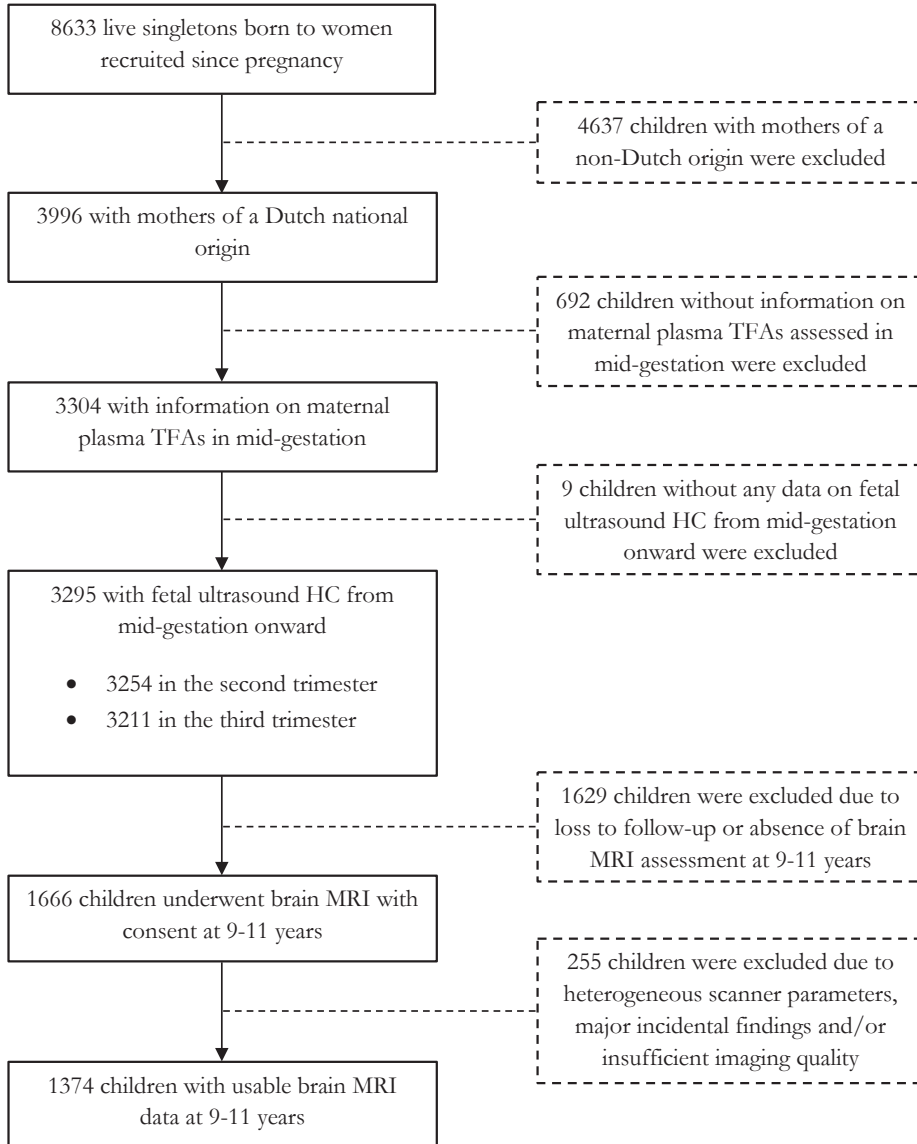 8633 live singletons born to women
recruited since pregnancy
4637 children with mothers of a
non-Dutch origin were excluded
3996 with mothers of a Dutch national
origin
692 children without information on
maternal plasma TFAs assessed in
mid-gestation were excluded
3304 with information on maternal
plasma TFAs in mid-gestation
9 children without any data on fetal
ultrasound HC from mid-gestation
onward were excluded
3295 with fetal ultrasound HC from
mid-gestation onward
• 3254 in the second trimester
• 3211 in the third trimester
1629 children were excluded due to
loss to follow-up or absence of brain
MRI assessment at 9-11 years
1666 children underwent brain MRI with
consent at 9-11 years
255 children were excluded due to
heterogeneous scanner parameters,
major incidental findings and/or
insufficient imaging quality
1374 children with usable brain MRI
data at 9-11 years